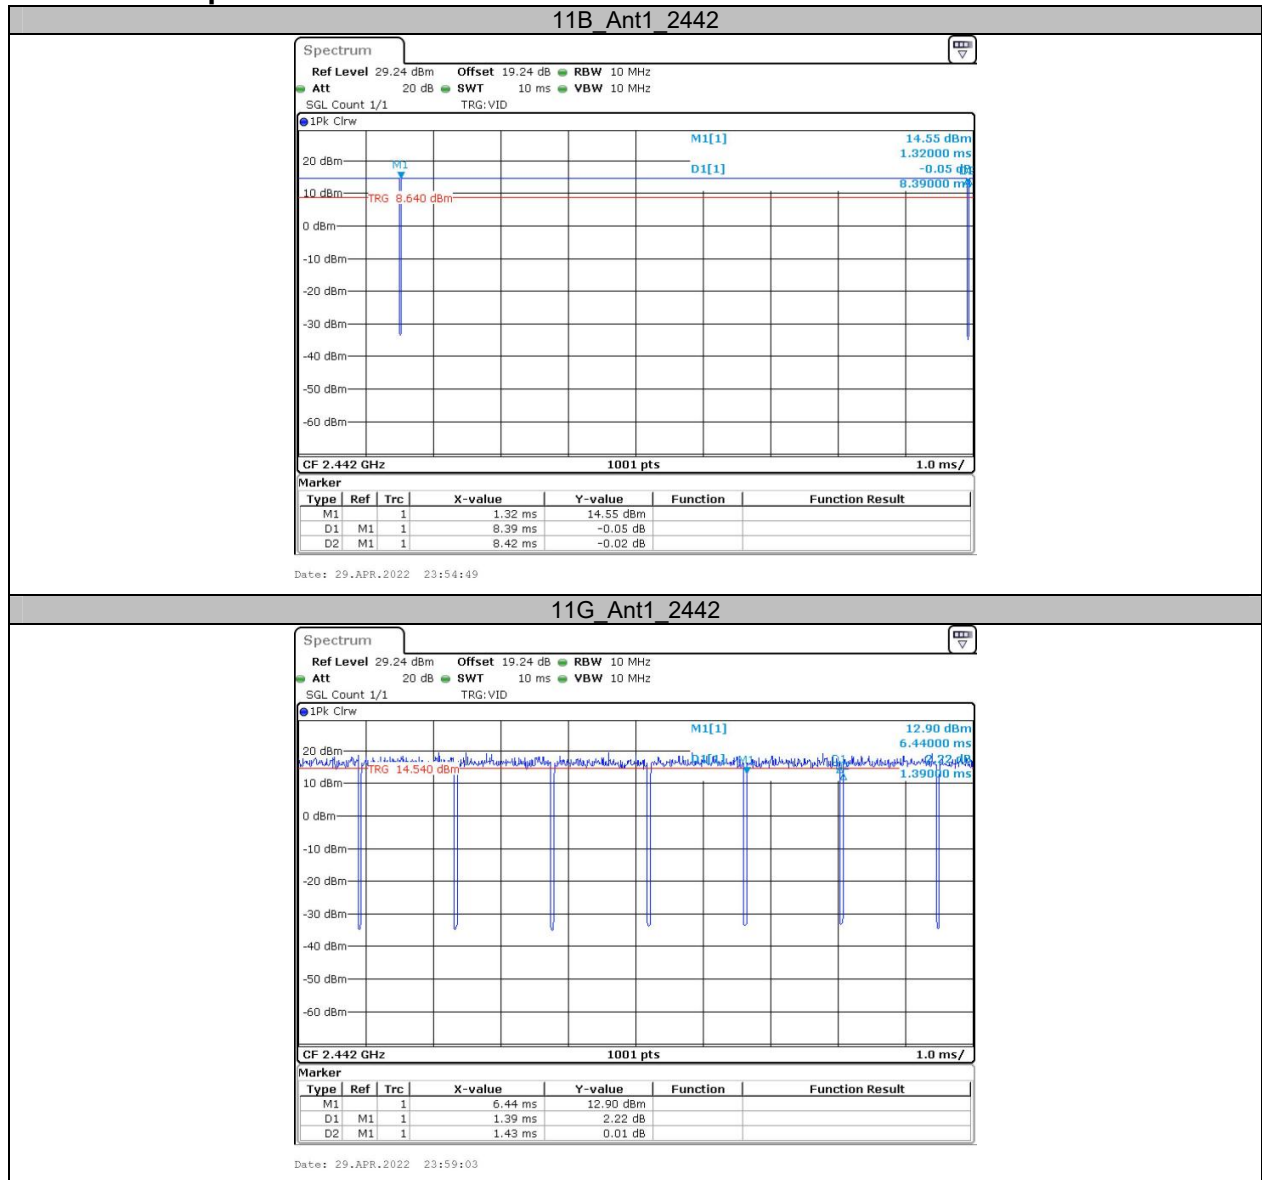 11B_Ant1_2442
Spectrum
Ref Level 29.24 dBm Offset 19.24 dB RBW 10 MHz
Att 20 dB SWT 10 ms VBW 10 MHz
SGL Count 1/1 TRG:VID
1Pk Clrw
M1[1] 14.55 dBm
1.32000 ms
20 dBm
M1
D1[1] -0.05 dB
8.39000 ms
10 dBm
TRG 8.640 dBm
0 dBm
-10 dBm
-20 dBm
-30 dBm
-40 dBm
-50 dBm
-60 dBm
CF 2.442 GHz 1001 pts 1.0 ms/
Marker
Type Ref Trc X-value Y-value Function Function Result
M1 1 1.32 ms 14.55 dBm
D1 M1 1 8.39 ms -0.05 dB
D2 M1 1 8.42 ms -0.02 dB
Date: 29.APR.2022 23:54:49
11G_Ant1_2442
Spectrum
Ref Level 29.24 dBm Offset 19.24 dB RBW 10 MHz
Att 20 dB SWT 10 ms VBW 10 MHz
SGL Count 1/1 TRG:VID
1Pk Clrw
M1[1] 12.90 dBm
6.44000 ms
20 dBm
D1[1] M1 D1 2.22 dB
TRG 14.540 dBm
1.39000 ms
10 dBm
0 dBm
-10 dBm
-20 dBm
-30 dBm
-40 dBm
-50 dBm
-60 dBm
CF 2.442 GHz 1001 pts 1.0 ms/
Marker
Type Ref Trc X-value Y-value Function Function Result
M1 1 6.44 ms 12.90 dBm
D1 M1 1 1.39 ms 2.22 dB
D2 M1 1 1.43 ms 0.01 dB
Date: 29.APR.2022 23:59:03